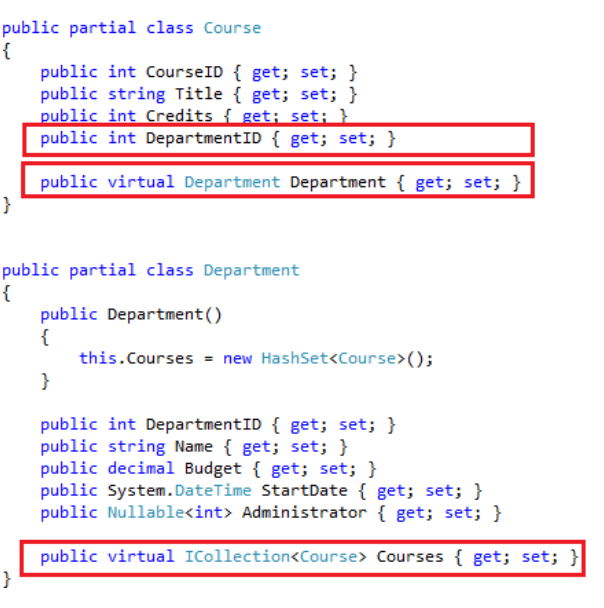 public partial class Course
{
public int CourseID { get; set; }
public string Title { get; set; }
public int Credits { get; set; }
public int DepartmentID { get; set; }
public virtual Department Department { get; set; }
}
public partial class Department
{
public Department()
{
this.Courses = new HashSet<Course>();
}
public int DepartmentID { get; set; }
public string Name { get; set; }
public decimal Budget { get; set; }
public System.DateTime StartDate { get; set; }
public Nullable<int> Administrator { get; set; }
public virtual ICollection<Course> Courses { get; set; }
}